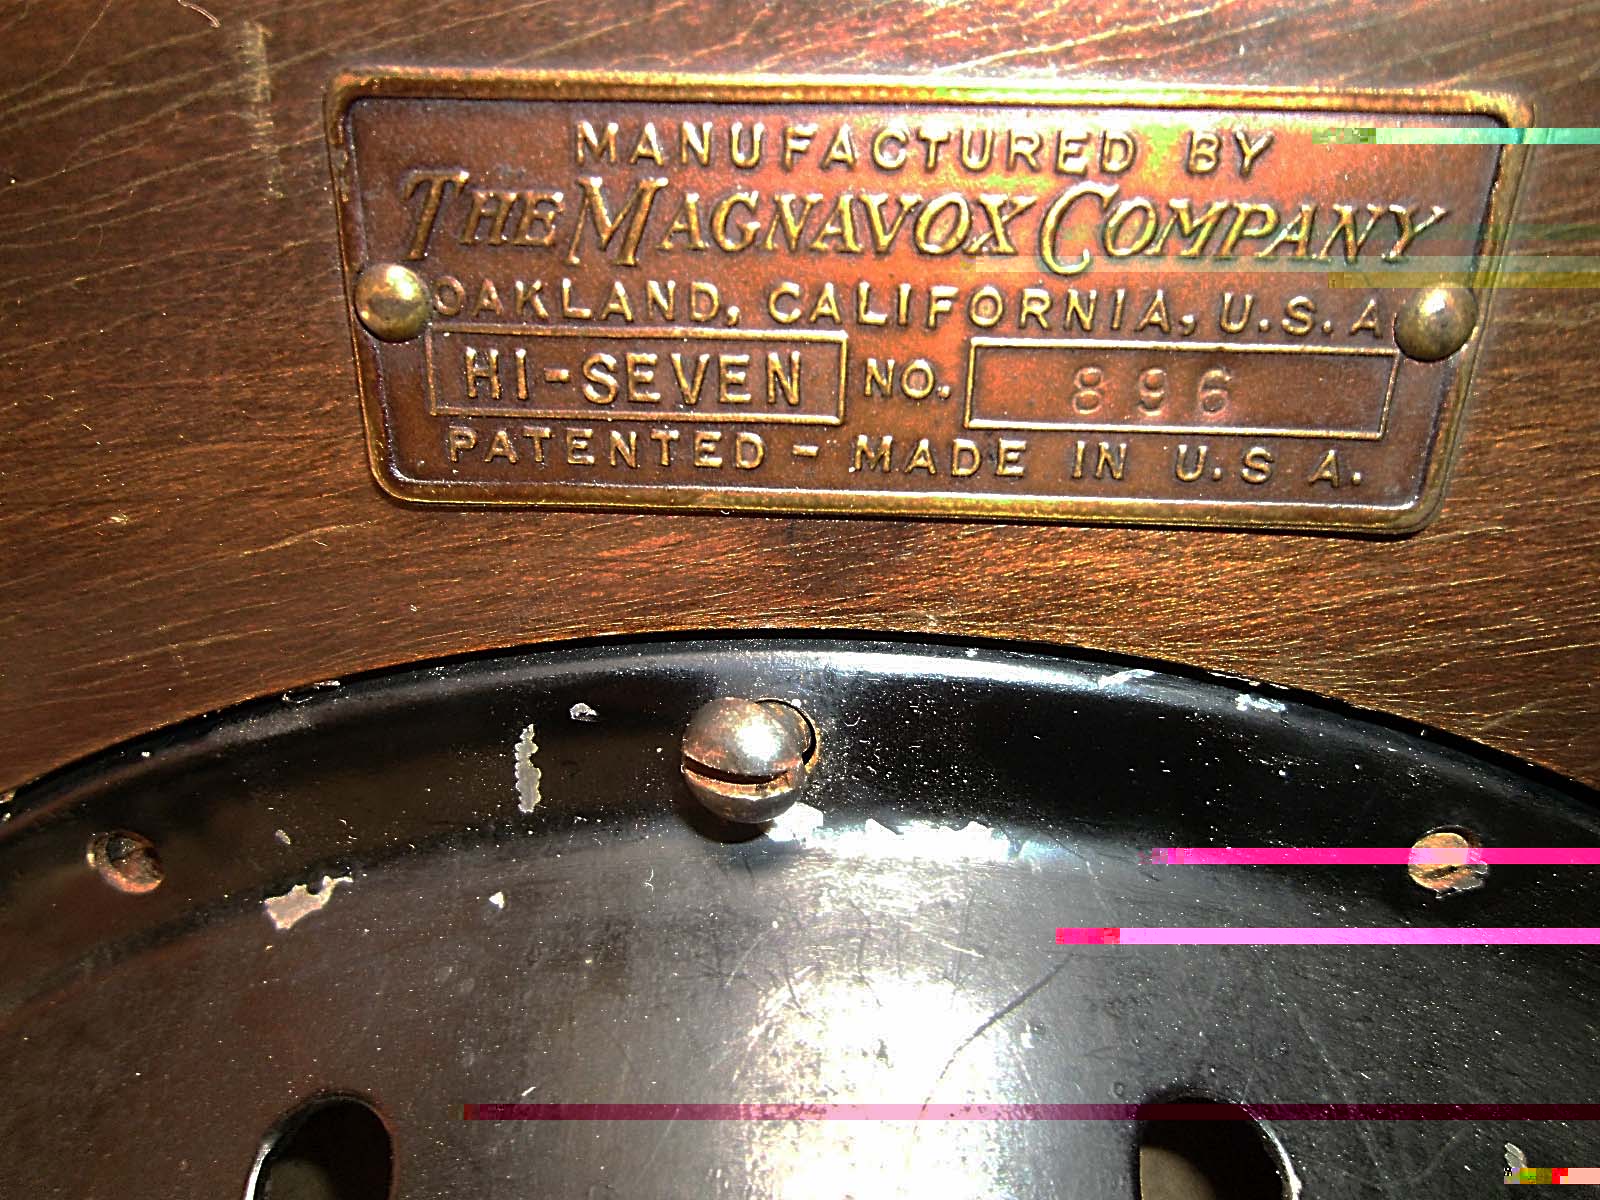 MANUFACTURED BY
THE MAGNAVOX COMPANY
OAKLAND, CALIFORNIA, U.S.A
HI-SEVEN NO. 896
PATENTED - MADE IN U.S A.